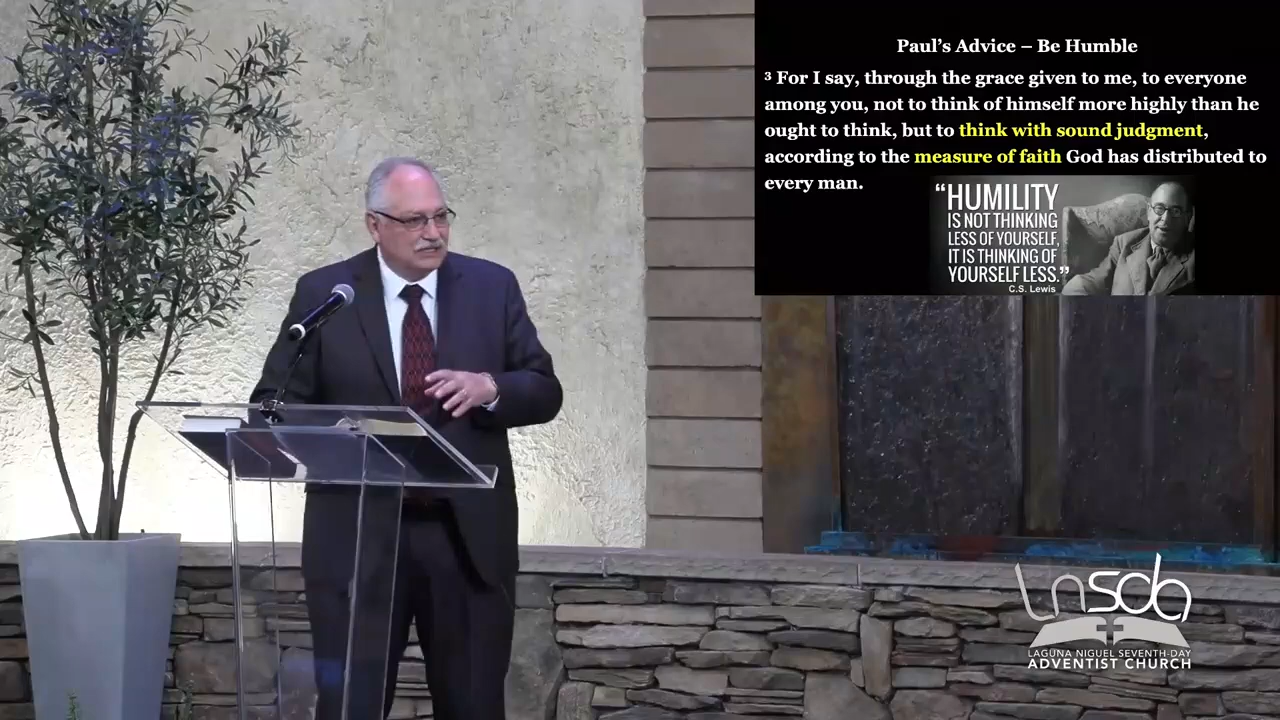 Paul's Advice – Be Humble
³ For I say, through the grace given to me, to everyone
among you, not to think of himself more highly than he
ought to think, but to think with sound judgment,
according to the measure of faith God has distributed to
every man.
“HUMILITY
IS NOT THINKING
LESS OF YOURSELF,
IT IS THINKING OF
YOURSELF LESS.”
C.S. Lewis
LNSDA
LAGUNA NIGUEL SEVENTH-DAY
ADVENTIST CHURCH